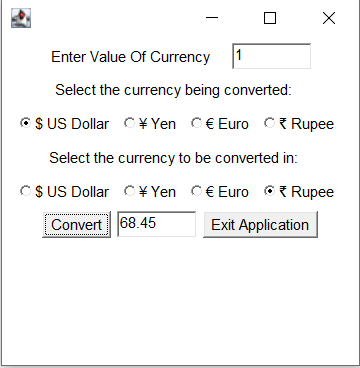 Enter Value Of Currency 1
Select the currency being converted:
$ US Dollar ¥ Yen € Euro ₹ Rupee
Select the currency to be converted in:
$ US Dollar ¥ Yen € Euro ₹ Rupee
Convert 68.45 Exit Application